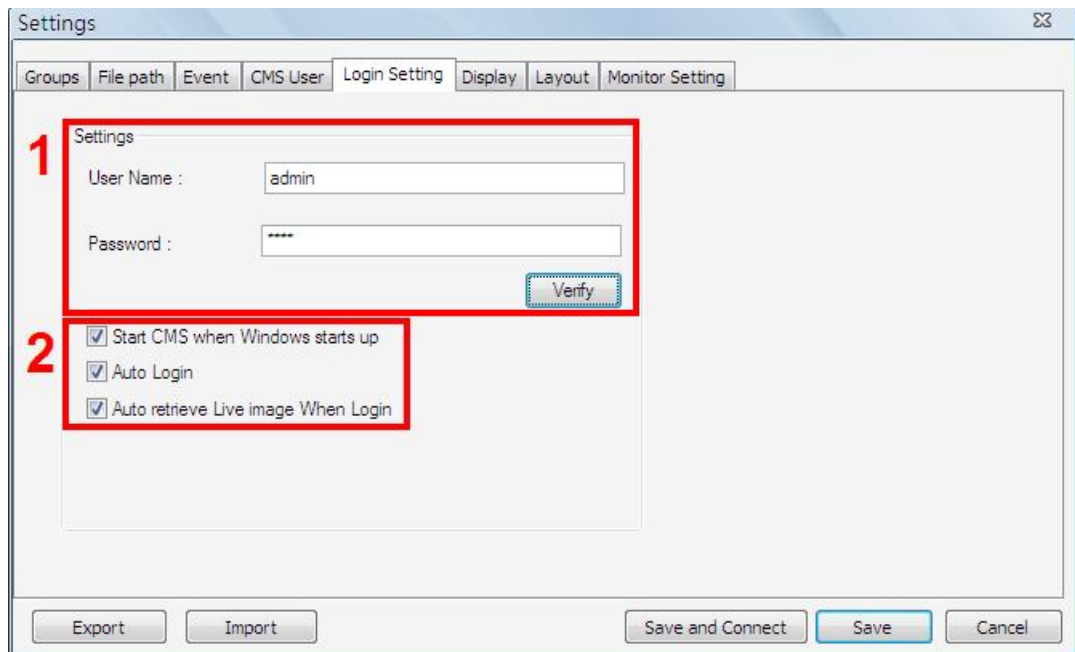 Settings
Groups File path Event CMS User Login Setting Display Layout Monitor Setting
1
Settings
User Name : admin
Password : ****
Verify
2
Start CMS when Windows starts up
Auto Login
Auto retrieve Live image When Login
Export Import Save and Connect Save Cancel